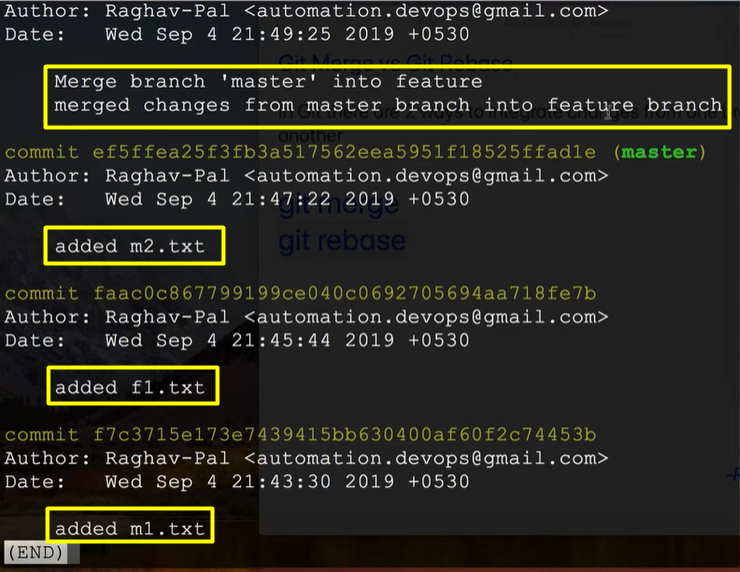 Author: Raghav-Pal <automation.devops@gmail.com>
Date:   Wed Sep 4 21:49:25 2019 +0530
Git Merge vs Git Rebase
Merge branch 'master' into feature
merged changes from master branch into feature branch
In Git there are 2 ways to integrate changes from one
another
commit ef5ffea25f3fb3a517562eea5951f18525ffad1e (master)
Author: Raghav-Pal <automation.devops@gmail.com>
Date:   Wed Sep 4 21:47:22 2019 +0530
git merge
git rebase
added m2.txt
commit faac0c867799199ce040c0692705694aa718fe7b
Author: Raghav-Pal <automation.devops@gmail.com>
Date:   Wed Sep 4 21:45:44 2019 +0530
added f1.txt
commit f7c3715e173e7439415bb630400af60f2c74453b
Author: Raghav-Pal <automation.devops@gmail.com>
Date:   Wed Sep 4 21:43:30 2019 +0530
added m1.txt
(END)